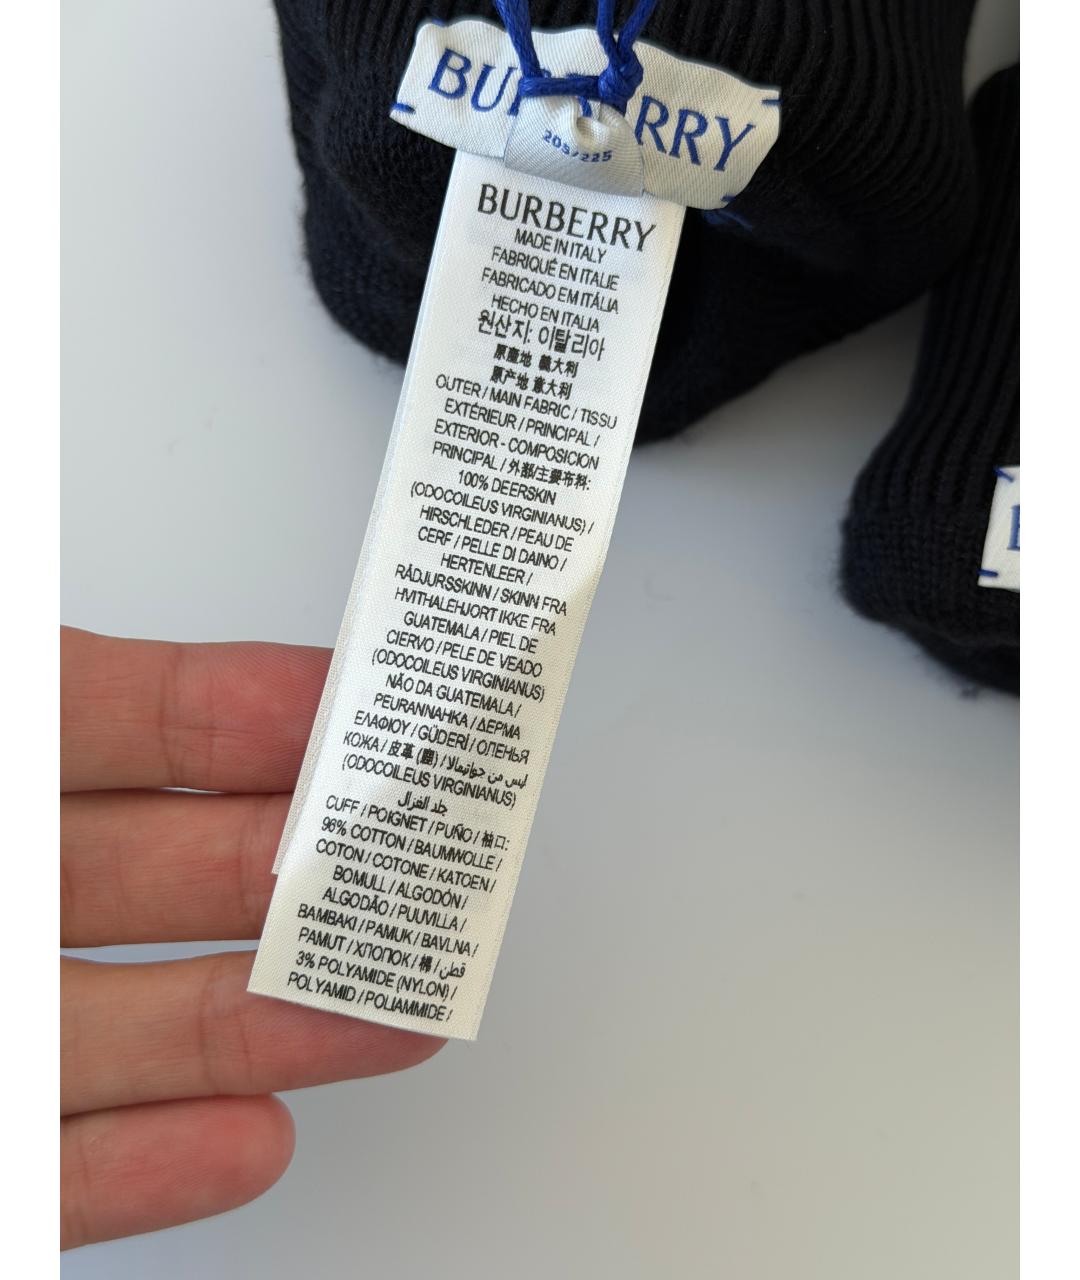 BURBERRY
205/225
BURBERRY
MADE IN ITALY
FABRIQUÉ EN ITALIE
FABRICADO EM ITÁLIA
HECHO EN ITALIA
원산지: 이탈리아
原產地 義大利
原产地 意大利
OUTER / MAIN FABRIC / TISSU
EXTÉRIEUR / PRINCIPAL /
EXTERIOR - COMPOSICION
PRINCIPAL / 外部/主要布料:
100% DEERSKIN
(ODOCOILEUS VIRGINIANUS) /
HIRSCHLEDER / PEAU DE
CERF / PELLE DI DAINO /
HERTENLEER /
RÅDJURSSKINN / SKINN FRA
HVITHALEHJORT IKKE FRA
GUATEMALA / PIEL DE
CIERVO / PELE DE VEADO
(ODOCOILEUS VIRGINIANUS)
NÃO DA GUATEMALA /
PEURANNAHKA / ΔΕΡΜΑ
ΕΛΑΦΙΟΥ / GÜDERİ / ОЛЕНЬЯ
КОЖА / 皮革 (鹿) / ليس من جواتيمالا
(ODOCOILEUS VIRGINIANUS)
جلد الغزال
CUFF / POIGNET / PUÑO / 袖口:
96% COTTON / BAUMWOLLE /
COTON / COTONE / KATOEN /
BOMULL / ALGODÓN /
ALGODÃO / PUUVILLA /
BAMBAKI / PAMUK / BAVLNA /
PAMUT / ХЛОПОК / 棉 / قطن
3% POLYAMIDE (NYLON) /
POLYAMID / POLIAMMIDE /